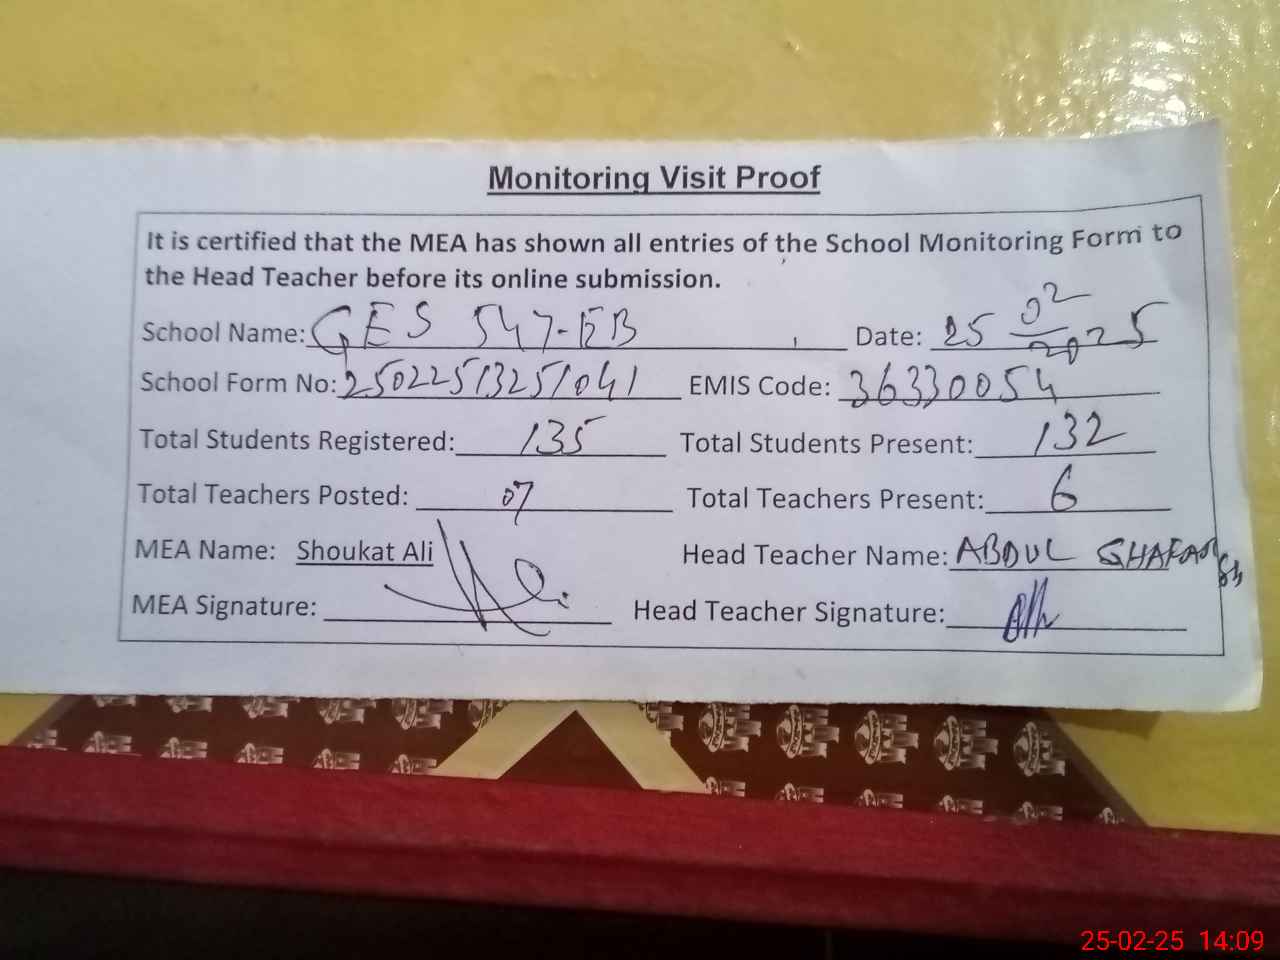 Monitoring Visit Proof
It is certified that the MEA has shown all entries of the School Monitoring Form to
the Head Teacher before its online submission.
School Name: GES 547-EB Date: 25 02 2025
School Form No: 25022513251041 EMIS Code: 36330054
Total Students Registered: 135 Total Students Present: 132
Total Teachers Posted: 07 Total Teachers Present: 6
MEA Name: Shoukat Ali Head Teacher Name: ABDUL GHAFAR
MEA Signature: Head Teacher Signature:
25-02-25 14:09